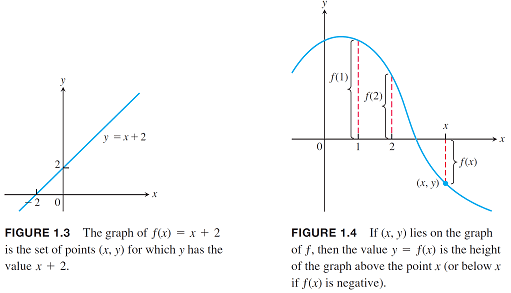 y
y = x + 2
2
-2
0
x
FIGURE 1.3 The graph of f(x) = x + 2
is the set of points (x, y) for which y has the
value x + 2.
y
f(1)
f(2)
x
0
1
2
x
f(x)
(x, y)
FIGURE 1.4 If (x, y) lies on the graph
of f, then the value y = f(x) is the height
of the graph above the point x (or below x
if f(x) is negative).